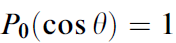 P₀(cos θ) = 1